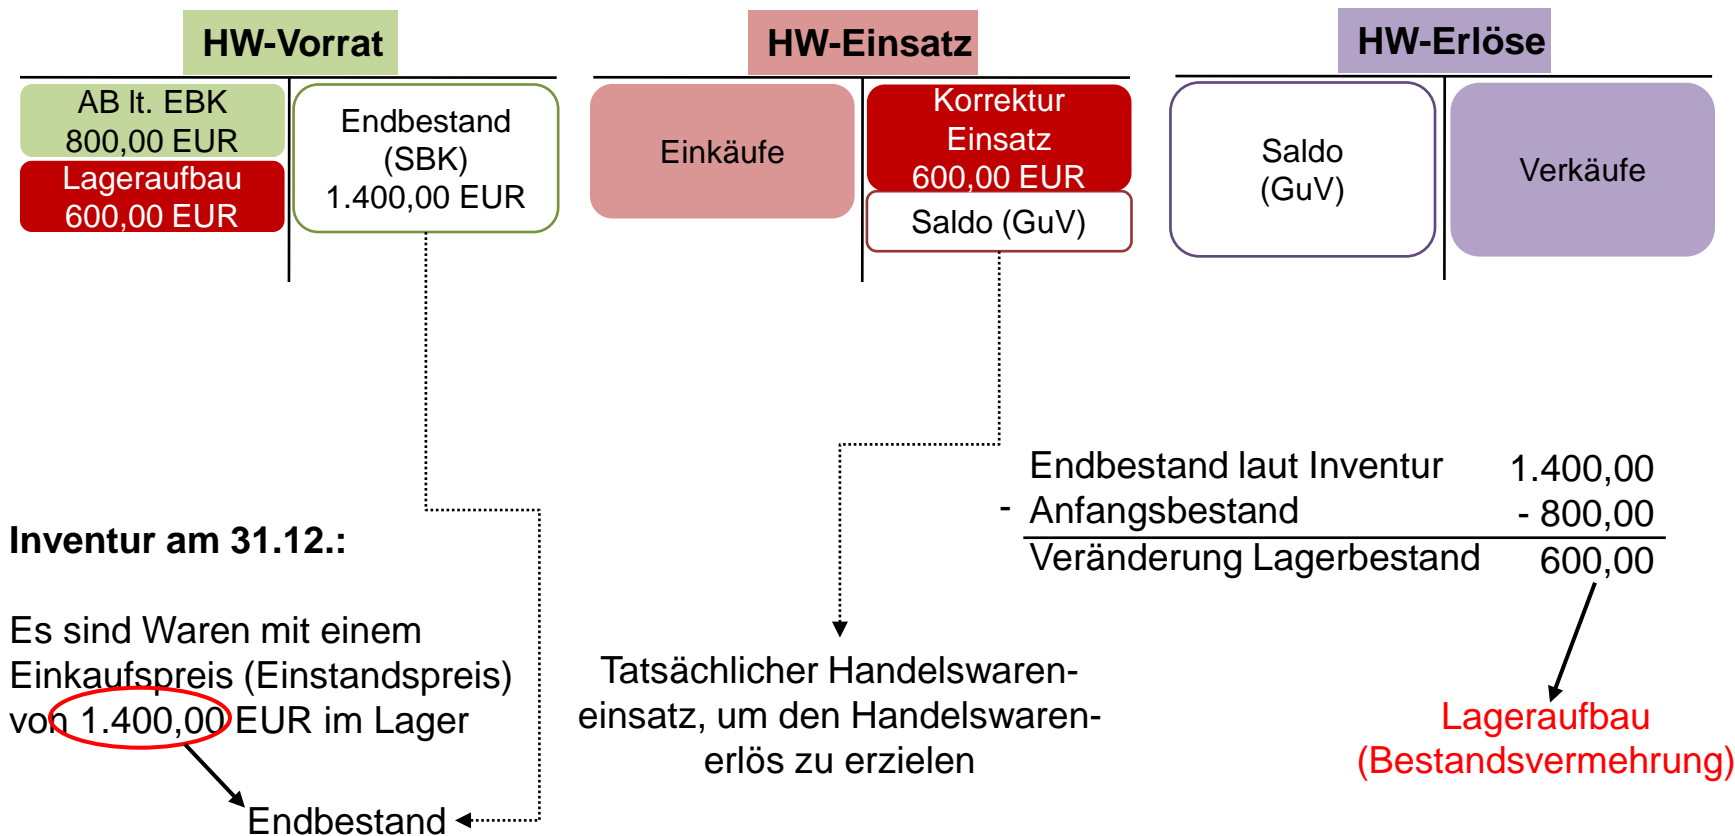 HW-Vorrat
AB lt. EBK
800,00 EUR
Lageraufbau
600,00 EUR
Endbestand
(SBK)
1.400,00 EUR
HW-Einsatz
Einkäufe
Korrektur
Einsatz
600,00 EUR
Saldo (GuV)
HW-Erlöse
Saldo
(GuV)
Verkäufe
Endbestand laut Inventur 1.400,00
- Anfangsbestand - 800,00
Veränderung Lagerbestand 600,00
Lageraufbau
(Bestandsvermehrung)
Inventur am 31.12.:
Es sind Waren mit einem
Einkaufspreis (Einstandspreis)
von 1.400,00 EUR im Lager
Endbestand
Tatsächlicher Handelswaren-
einsatz, um den Handelswaren-
erlös zu erzielen